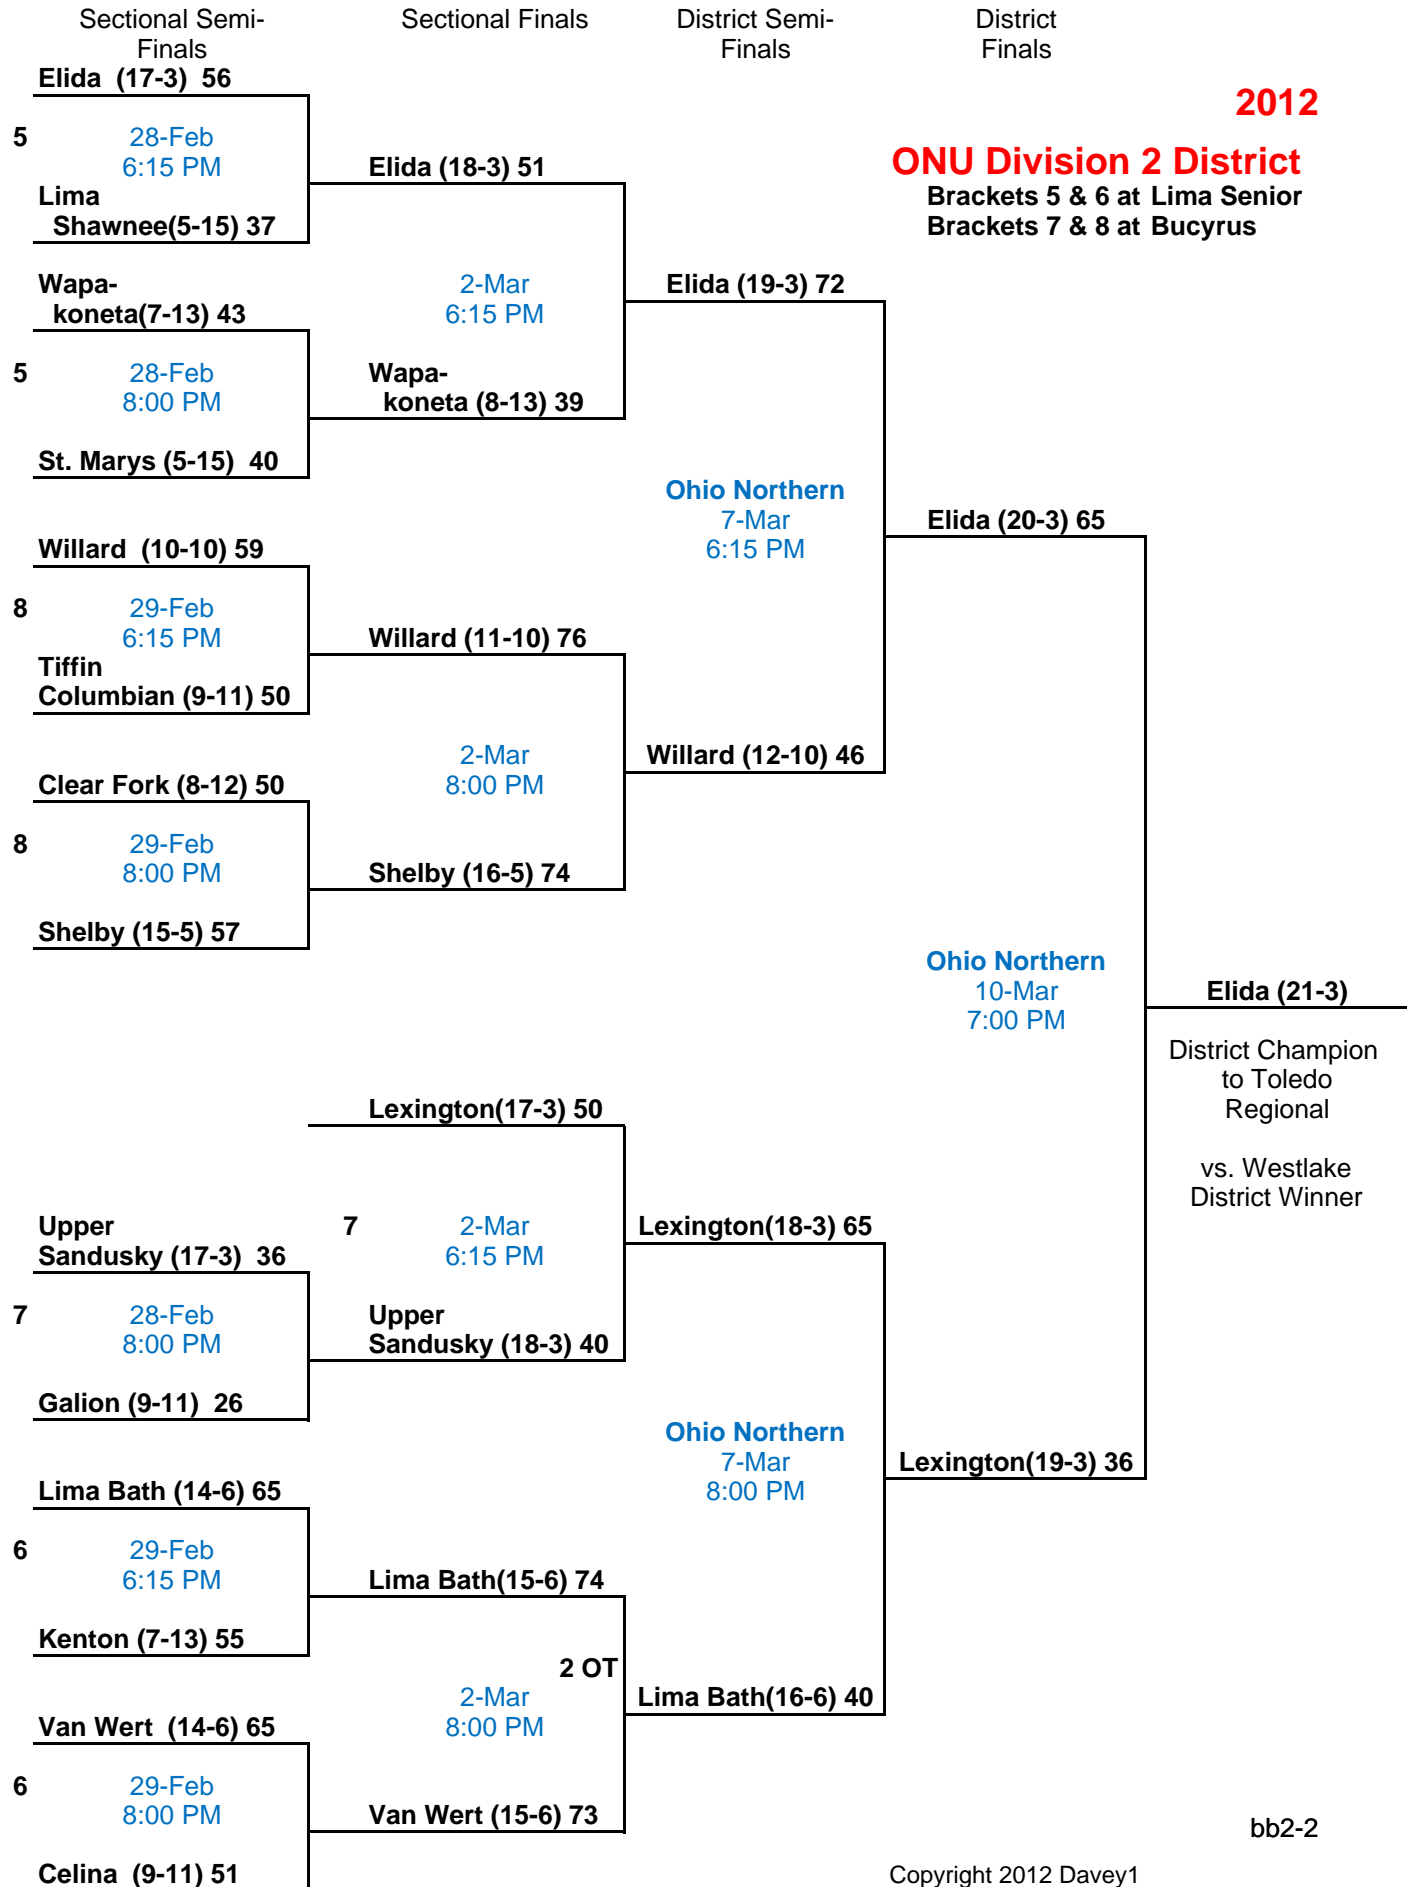 Sectional Semi-
Finals
Sectional Finals
District Semi-
Finals
District
Finals
2012
ONU Division 2 District
Brackets 5 & 6 at Lima Senior
Brackets 7 & 8 at Bucyrus
Elida (17-3) 56
5
28-Feb
6:15 PM
Lima
Shawnee(5-15) 37
Elida (18-3) 51
Wapa-
koneta(7-13) 43
2-Mar
6:15 PM
Elida (19-3) 72
5
28-Feb
8:00 PM
Wapa-
koneta (8-13) 39
St. Marys (5-15) 40
Ohio Northern
7-Mar
6:15 PM
Elida (20-3) 65
Willard (10-10) 59
8
29-Feb
6:15 PM
Willard (11-10) 76
Tiffin
Columbian (9-11) 50
2-Mar
8:00 PM
Willard (12-10) 46
Clear Fork (8-12) 50
8
29-Feb
8:00 PM
Shelby (16-5) 74
Shelby (15-5) 57
Ohio Northern
10-Mar
7:00 PM
Elida (21-3)
District Champion
to Toledo
Regional
vs. Westlake
District Winner
Lexington(17-3) 50
Upper
Sandusky (17-3) 36
7
2-Mar
6:15 PM
Lexington(18-3) 65
7
28-Feb
8:00 PM
Upper
Sandusky (18-3) 40
Galion (9-11) 26
Ohio Northern
7-Mar
8:00 PM
Lexington(19-3) 36
Lima Bath (14-6) 65
6
29-Feb
6:15 PM
Lima Bath(15-6) 74
Kenton (7-13) 55
2 OT
2-Mar
8:00 PM
Lima Bath(16-6) 40
Van Wert (14-6) 65
6
29-Feb
8:00 PM
Van Wert (15-6) 73
Celina (9-11) 51
bb2-2
Copyright 2012 Davey1